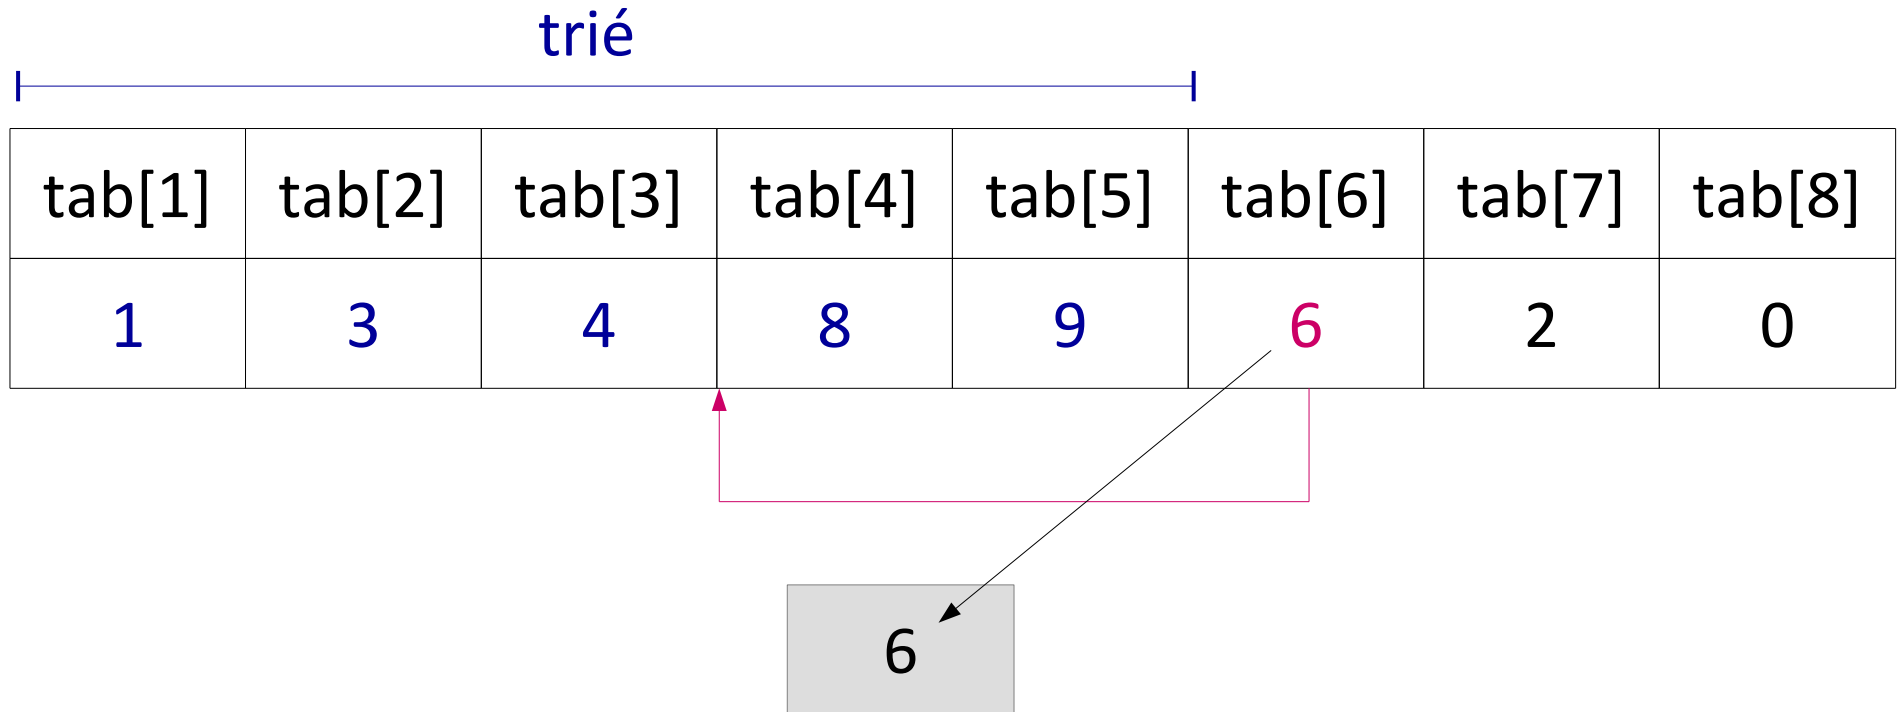 trié
tab[1] tab[2] tab[3] tab[4] tab[5] tab[6] tab[7] tab[8]
1 3 4 8 9 6 2 0
6